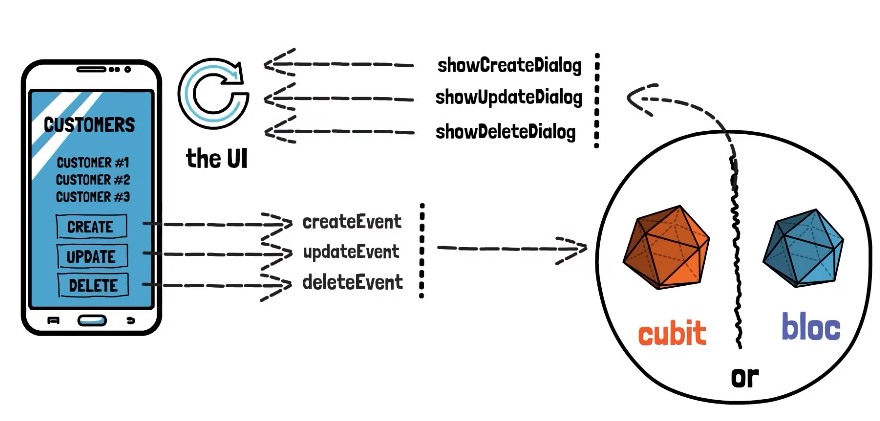 CUSTOMERS
CUSTOMER #1
CUSTOMER #2
CUSTOMER #3
CREATE
UPDATE
DELETE
the UI
showCreateDialog
showUpdateDialog
showDeleteDialog
createEvent
updateEvent
deleteEvent
cubit
bloc
or